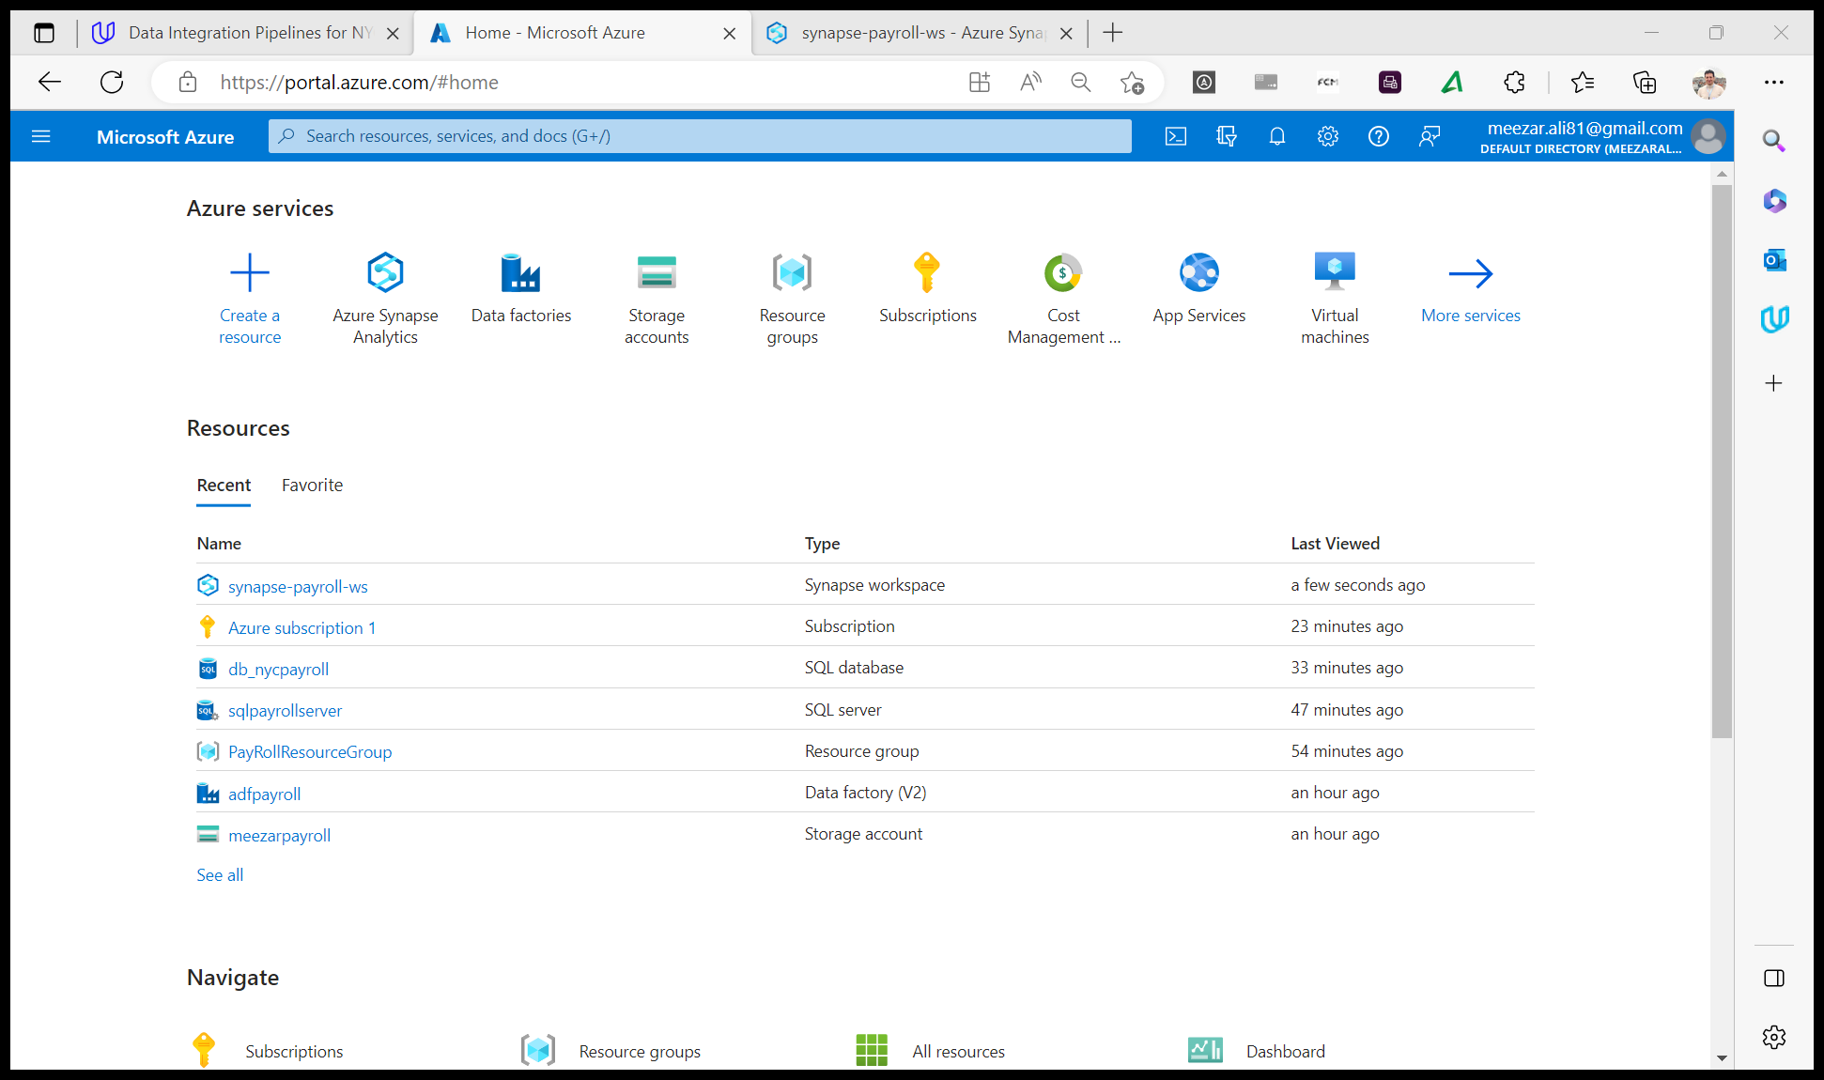 Data Integration Pipelines for NY
Home - Microsoft Azure
synapse-payroll-ws - Azure Syna
https://portal.azure.com/#home
FCM
Microsoft Azure
Search resources, services, and docs (G+/)
meezar.ali81@gmail.com
DEFAULT DIRECTORY (MEEZARAL...
Azure services
Create a
resource
Azure Synapse
Analytics
Data factories
Storage
accounts
Resource
groups
Subscriptions
Cost
Management ...
App Services
Virtual
machines
More services
Resources
Recent Favorite
Name Type Last Viewed
synapse-payroll-ws Synapse workspace a few seconds ago
Azure subscription 1 Subscription 23 minutes ago
db_nycpayroll SQL database 33 minutes ago
sqlpayrollserver SQL server 47 minutes ago
PayRollResourceGroup Resource group 54 minutes ago
adfpayroll Data factory (V2) an hour ago
meezarpayroll Storage account an hour ago
See all
Navigate
Subscriptions Resource groups All resources Dashboard